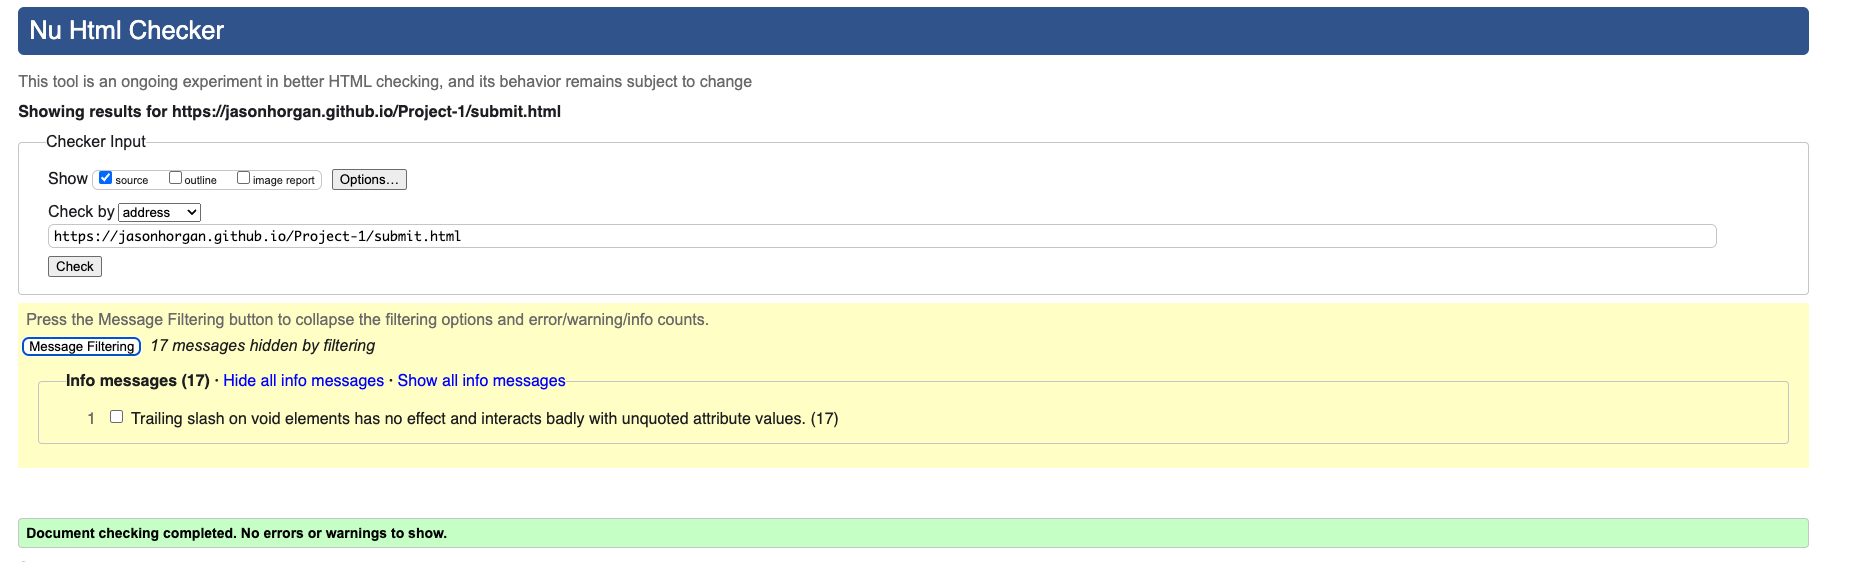 Nu Html Checker
This tool is an ongoing experiment in better HTML checking, and its behavior remains subject to change
Showing results for https://jasonhorgan.github.io/Project-1/submit.html
Checker Input
Show source outline image report Options...
Check by address
https://jasonhorgan.github.io/Project-1/submit.html
Check
Press the Message Filtering button to collapse the filtering options and error/warning/info counts.
Message Filtering 17 messages hidden by filtering
Info messages (17) · Hide all info messages · Show all info messages
1 Trailing slash on void elements has no effect and interacts badly with unquoted attribute values. (17)
Document checking completed. No errors or warnings to show.